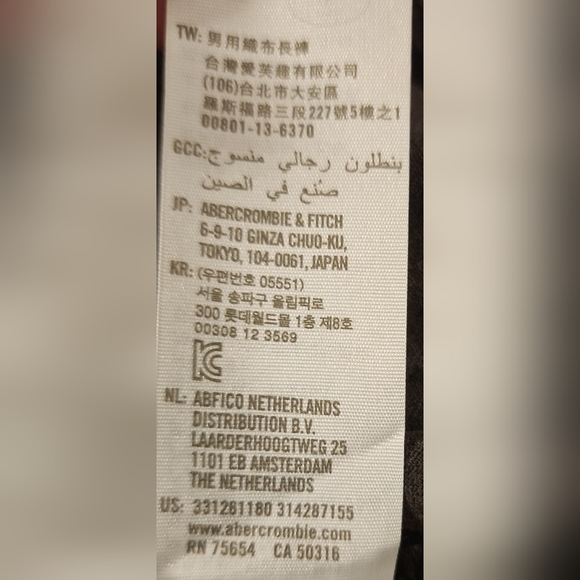 TW: 男用織布長褲
台灣愛芙趣有限公司
(106)台北市大安區
羅斯福路三段227號5樓之1
00801-13-6370
GCC: بنطلون رجالي منسوج
صُنع في الصين
JP: ABERCROMBIE & FITCH
6-9-10 GINZA CHUO-KU,
TOKYO, 104-0061, JAPAN
KR: (우편번호 05551)
서울 송파구 올림픽로
300 롯데월드몰 1층 제8호
00308 12 3569
NL: ABFICO NETHERLANDS
DISTRIBUTION B.V.
LAARDERHOOGTWEG 25
1101 EB AMSTERDAM
THE NETHERLANDS
US: 331281180 314287155
www.abercrombie.com
RN 75654 CA 50316